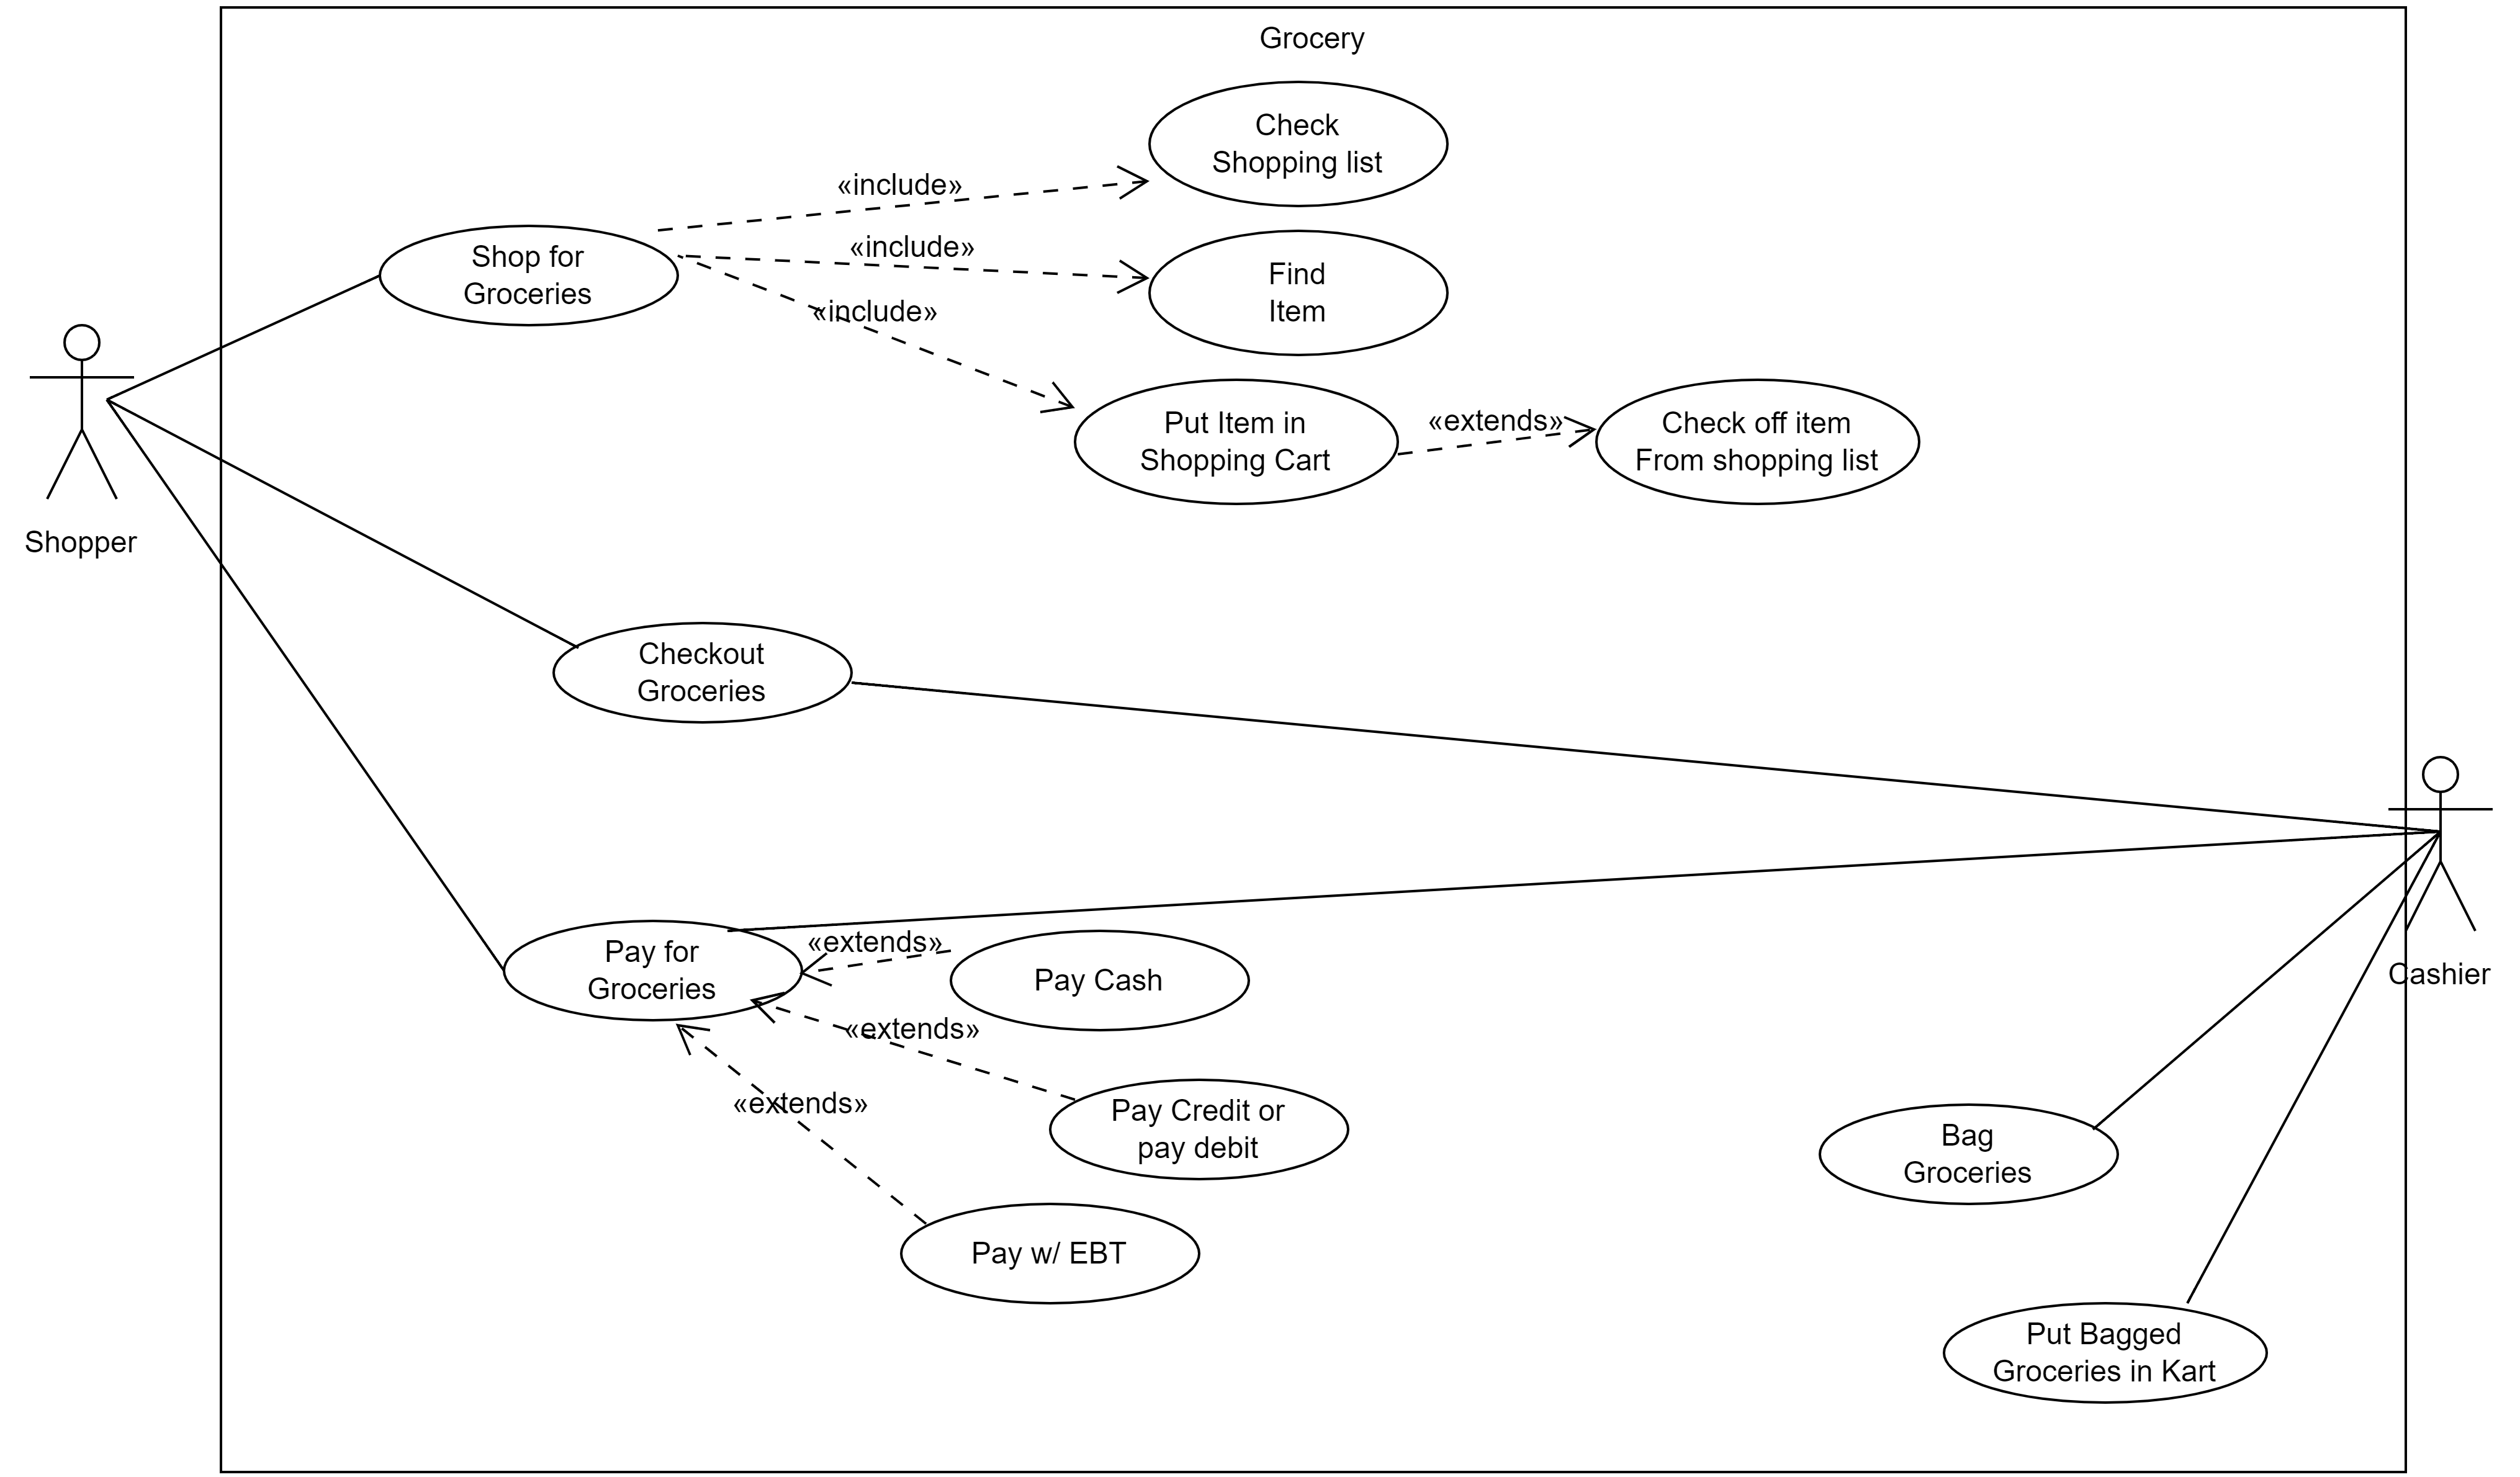 Grocery
Check
Shopping list
«include»
Shop for
Groceries
«include»
Find
Item
«include»
Put Item in
Shopping Cart
«extends»
Check off item
From shopping list
Shopper
Checkout
Groceries
Pay for
Groceries
«extends»
Pay Cash
Cashier
«extends»
Pay Credit or
pay debit
«extends»
Bag
Groceries
Pay w/ EBT
Put Bagged
Groceries in Kart